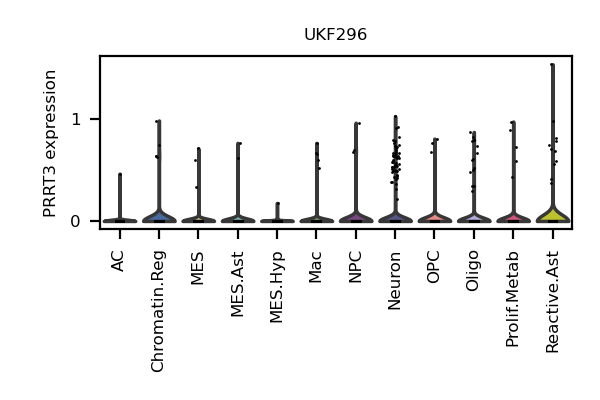 UKF296
PRRT3 expression
1
0
AC
Chromatin.Reg
MES
MES.Ast
MES.Hyp
Mac
NPC
Neuron
OPC
Oligo
Prolif.Metab
Reactive.Ast